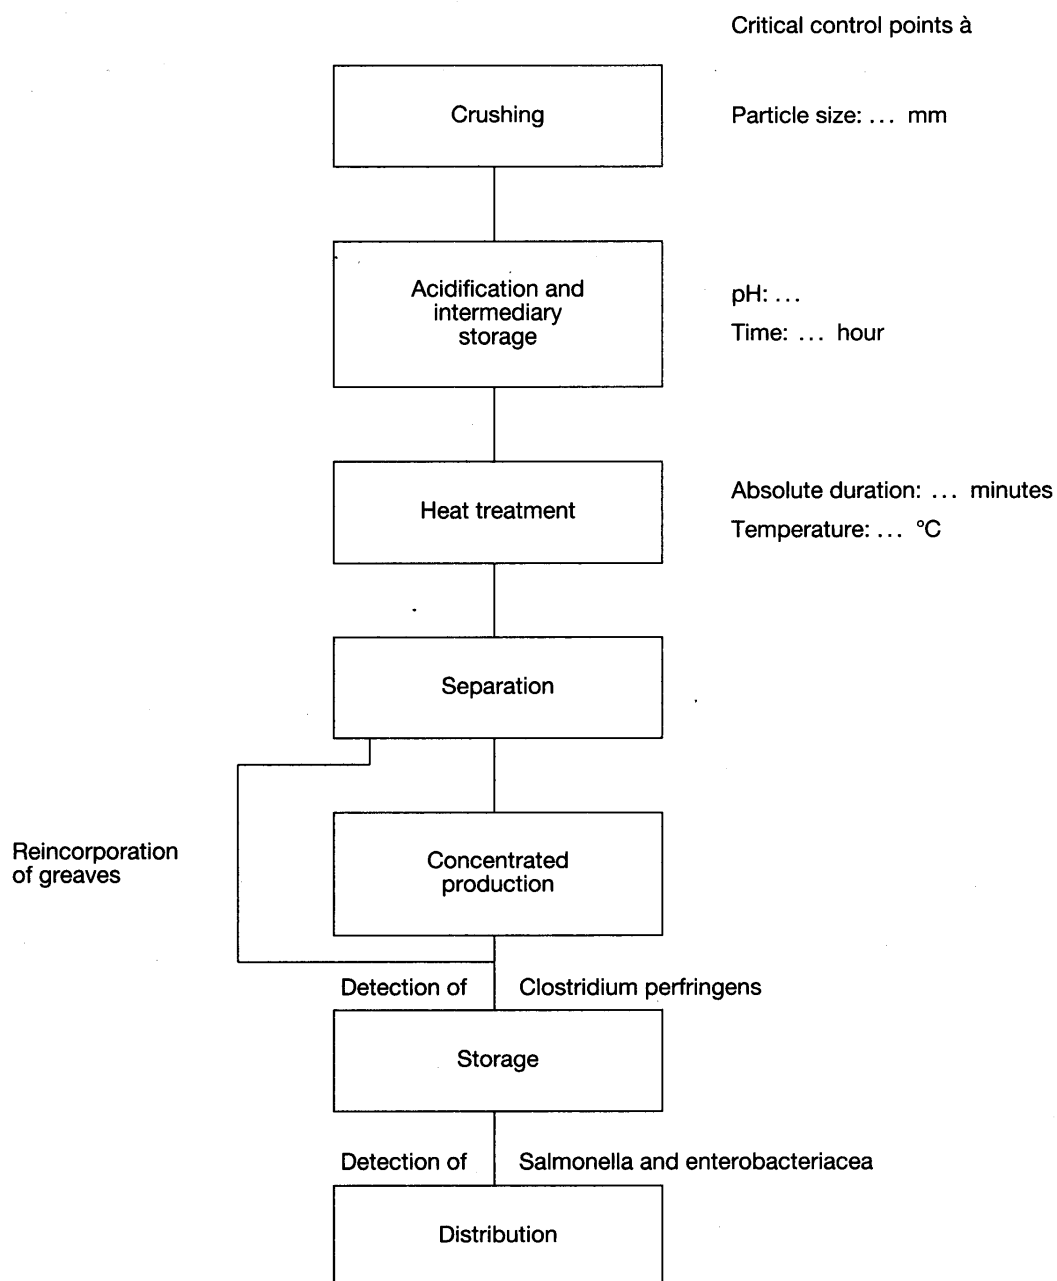 Critical control points à
Crushing
Particle size: ... mm
Acidification and
intermediary
storage
pH: ...
Time: ... hour
Heat treatment
Absolute duration: ... minutes
Temperature: ... °C
Separation
Reincorporation
of greaves
Concentrated
production
Detection of Clostridium perfringens
Storage
Detection of Salmonella and enterobacteriacea
Distribution